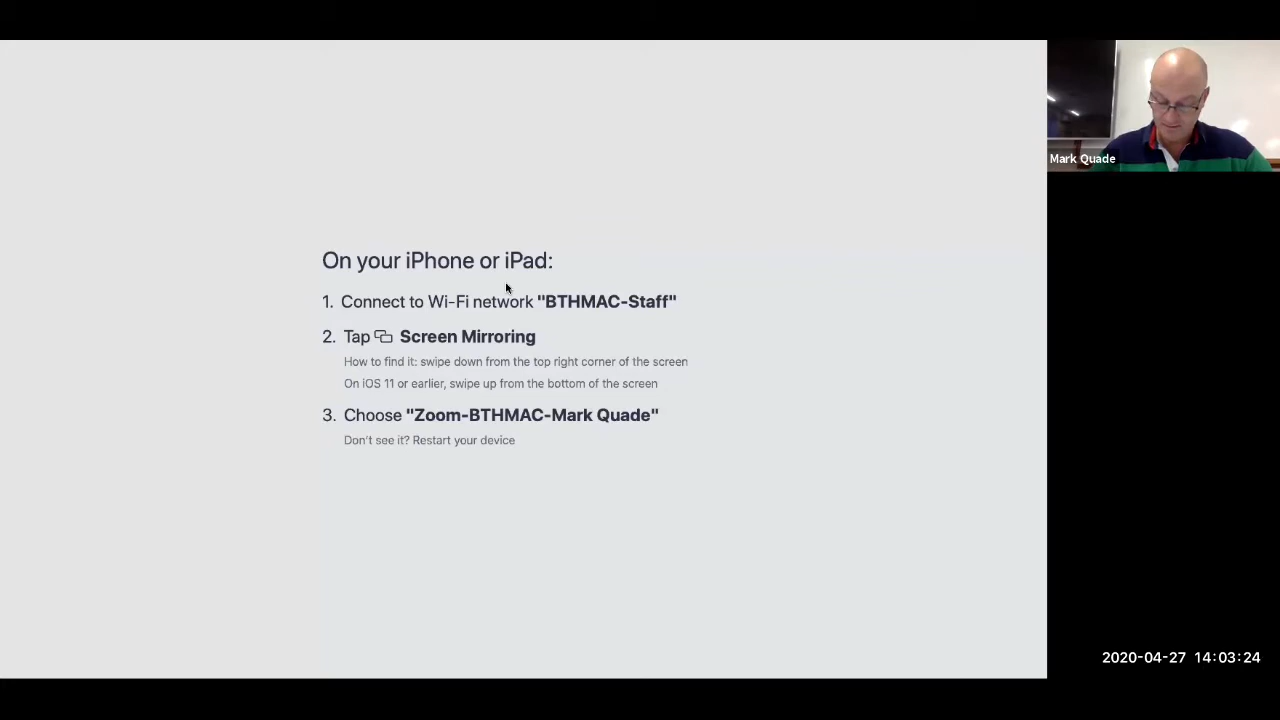 On your iPhone or iPad:
1. Connect to Wi-Fi network "BTHMAC-Staff"
2. Tap Screen Mirroring
How to find it: swipe down from the top right corner of the screen
On iOS 11 or earlier, swipe up from the bottom of the screen
3. Choose "Zoom-BTHMAC-Mark Quade"
Don't see it? Restart your device
Mark Quade
2020-04-27 14:03:24